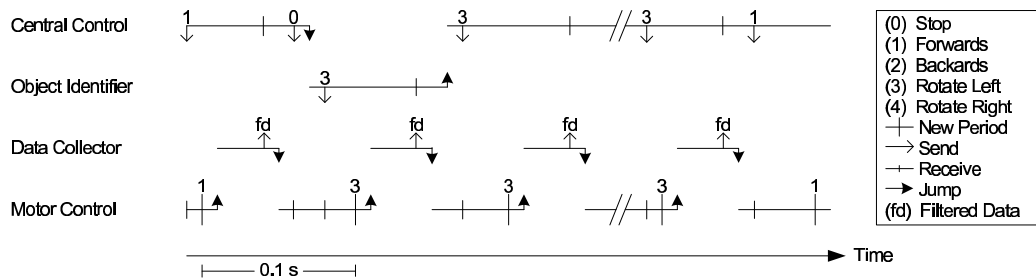 Central Control 1 0 3 3 1
Object Identifier 3
Data Collector fd fd fd fd
Motor Control 1 3 3 3 1
0.1 s
Time
(0) Stop
(1) Forwards
(2) Backards
(3) Rotate Left
(4) Rotate Right
New Period
Send
Receive
Jump
(fd) Filtered Data